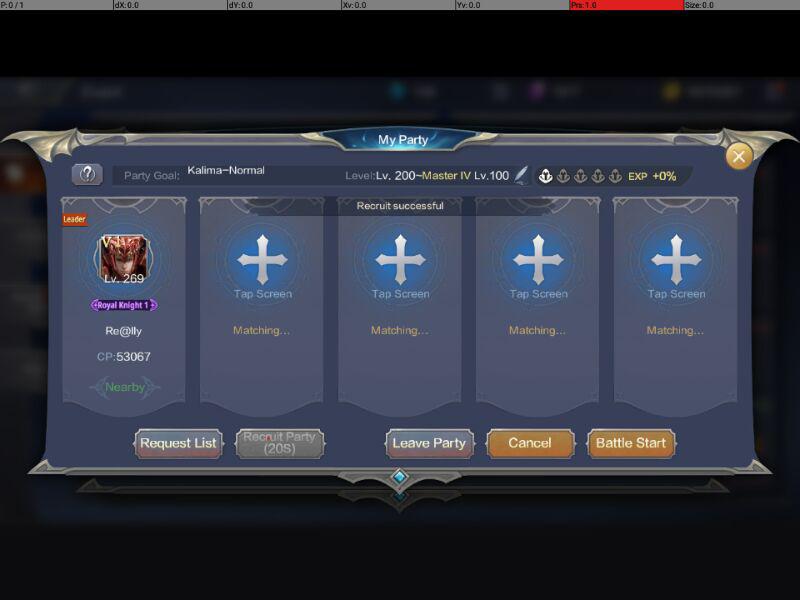 P: 0 / 1
dX: 0.0
dY: 0.0
Xv: 0.0
Yv: 0.0
Prs: 1.0
Size: 0.0
My Party
Party Goal: Kalima-Normal
Level:Lv. 200~Master IV Lv.100
EXP +0%
Recruit successful
Leader
Lv. 269
Royal Knight 1
Re@lly
CP:53067
Nearby
Tap Screen
Matching...
Tap Screen
Matching...
Tap Screen
Matching...
Tap Screen
Matching...
Request List
Recruit Party
(20S)
Leave Party
Cancel
Battle Start